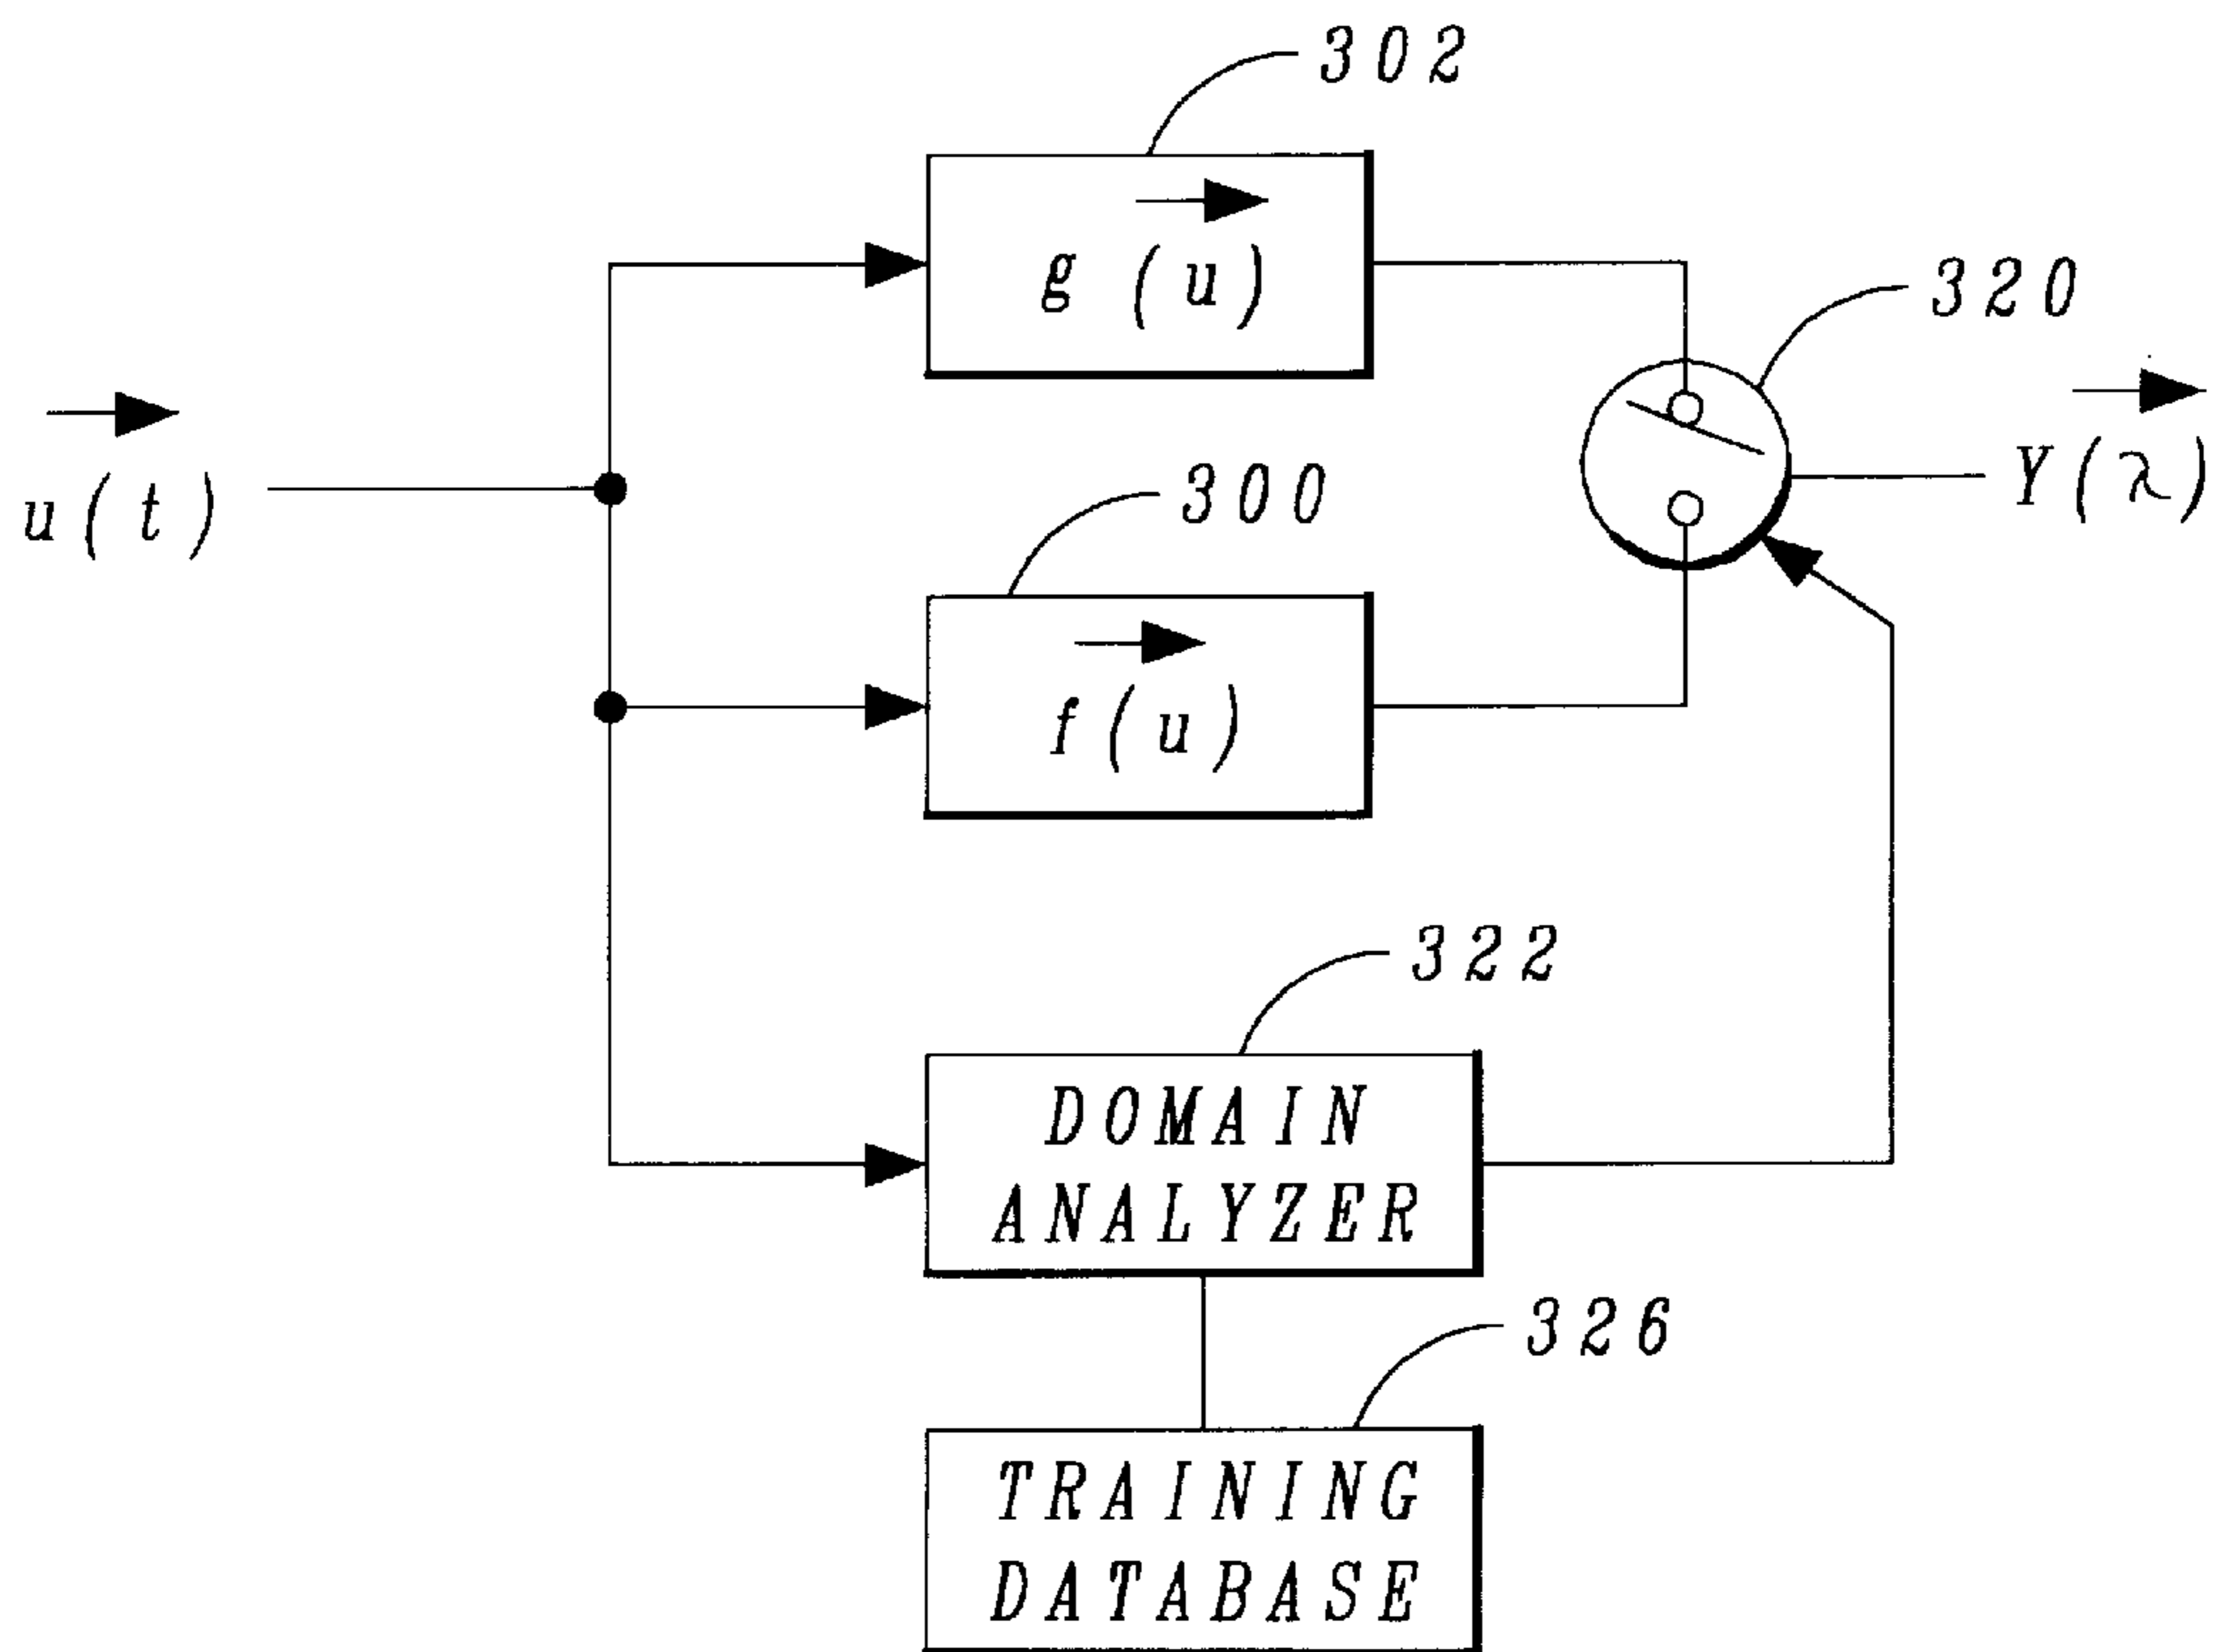 302
g (u)
320
u(t)
Y(λ)
300
f(u)
322
DOMAIN
ANALYZER
326
TRAINING
DATABASE